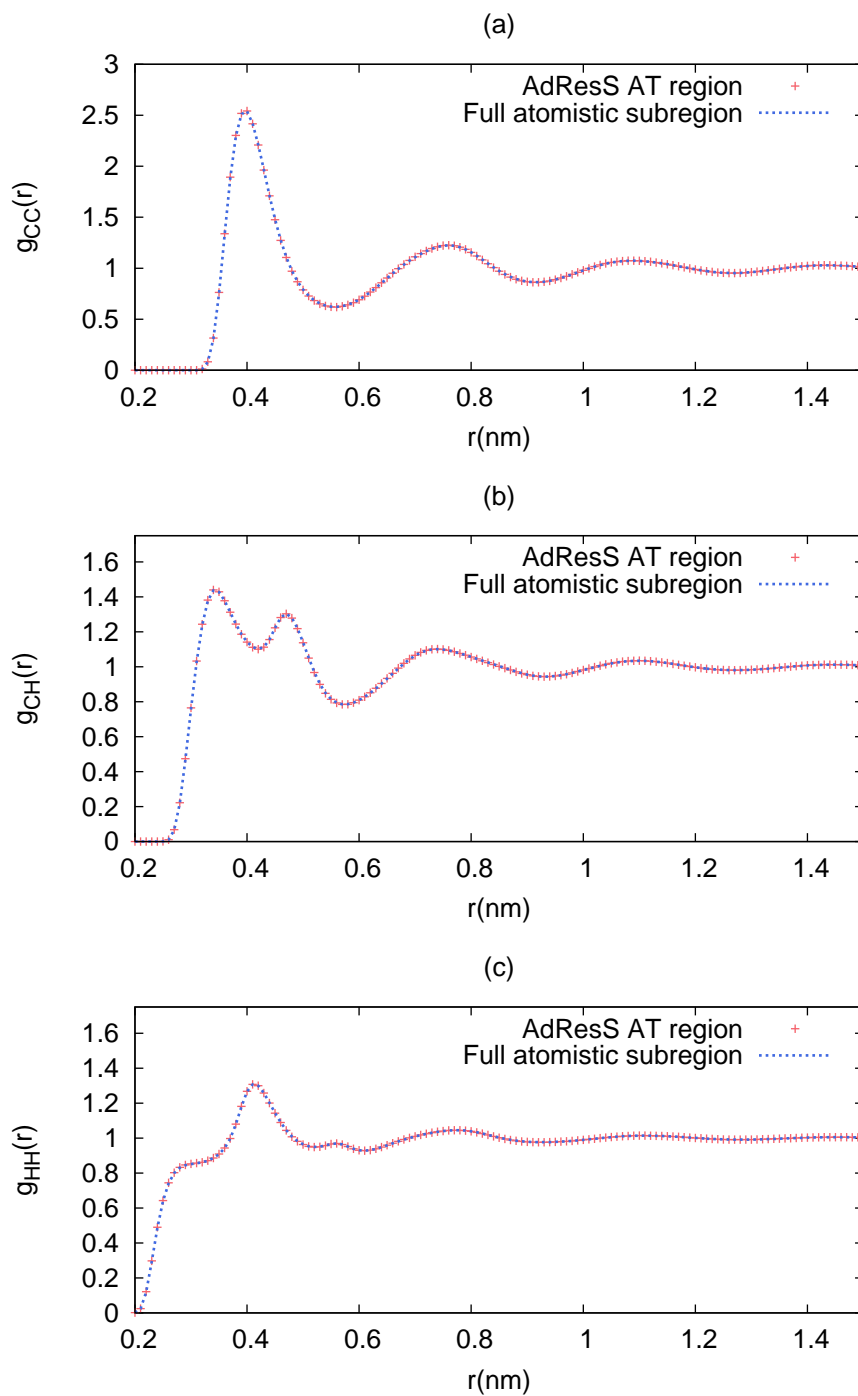 (a)
3
2.5
2
1.5
1
0.5
0
AdResS AT region
Full atomistic subregion
gCC(r)
0.2 0.4 0.6 0.8 1 1.2 1.4
r(nm)
(b)
1.6
1.4
1.2
1
0.8
0.6
0.4
0.2
0
AdResS AT region
Full atomistic subregion
gCH(r)
0.2 0.4 0.6 0.8 1 1.2 1.4
r(nm)
(c)
1.6
1.4
1.2
1
0.8
0.6
0.4
0.2
0
AdResS AT region
Full atomistic subregion
gHH(r)
0.2 0.4 0.6 0.8 1 1.2 1.4
r(nm)